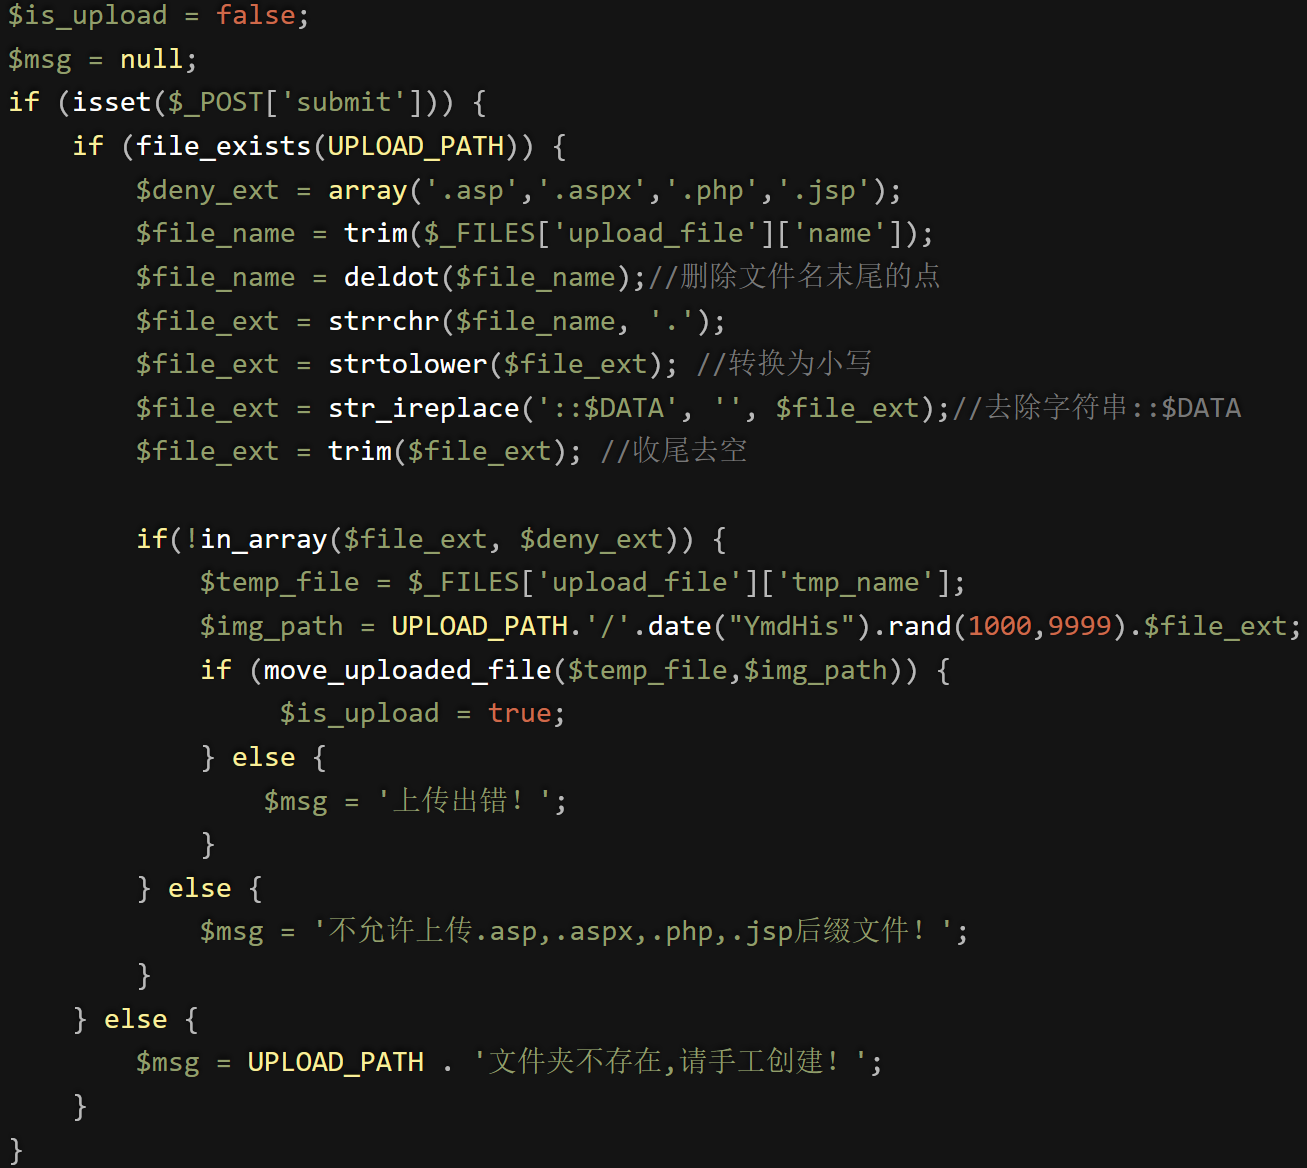 $is_upload = false;
$msg = null;
if (isset($_POST['submit'])) {
    if (file_exists(UPLOAD_PATH)) {
        $deny_ext = array('.asp','.aspx','.php','.jsp');
        $file_name = trim($_FILES['upload_file']['name']);
        $file_name = deldot($file_name);//删除文件名末尾的点
        $file_ext = strrchr($file_name, '.');
        $file_ext = strtolower($file_ext); //转换为小写
        $file_ext = str_ireplace('::$DATA', '', $file_ext);//去除字符串::$DATA
        $file_ext = trim($file_ext); //收尾去空

        if(!in_array($file_ext, $deny_ext)) {
            $temp_file = $_FILES['upload_file']['tmp_name'];
            $img_path = UPLOAD_PATH.'/'.date("YmdHis").rand(1000,9999).$file_ext;
            if (move_uploaded_file($temp_file,$img_path)) {
                 $is_upload = true;
            } else {
                $msg = '上传出错！';
            }
        } else {
            $msg = '不允许上传.asp,.aspx,.php,.jsp后缀文件！';
        }
    } else {
        $msg = UPLOAD_PATH . '文件夹不存在,请手工创建！';
    }
}